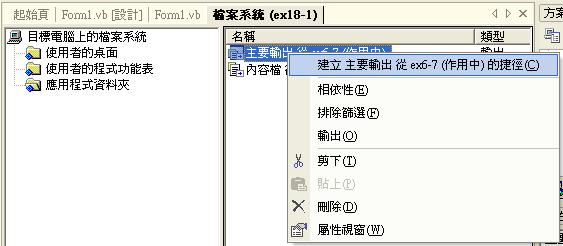 起始頁 Form1.vb [設計] Form1.vb 檔案系統 (ex18-1)
方案
目標電腦上的檔案系統
使用者的桌面
使用者的程式功能表
應用程式資料夾
名稱 類型
主要輸出 從 ex6-7 (作用中) 輸出
內容檔 從
建立 主要輸出 從 ex6-7 (作用中) 的捷徑(C)
相依性(E)
排除篩選(F)
輸出(O)
剪下(T)
貼上(P)
刪除(D)
屬性視窗(W)